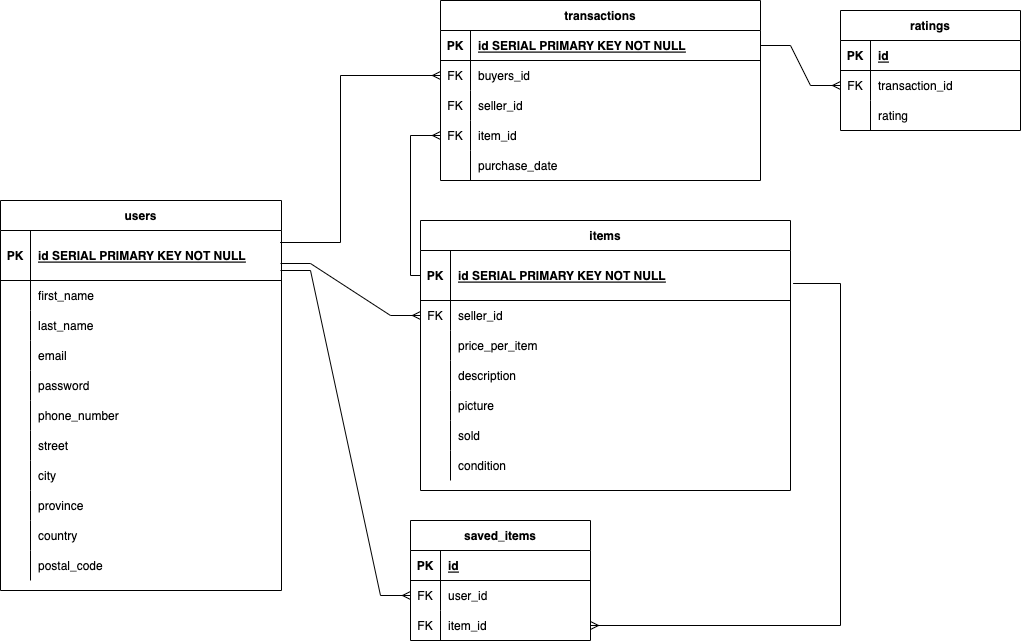 transactions
PK id SERIAL PRIMARY KEY NOT NULL
FK buyers_id
FK seller_id
FK item_id
purchase_date
ratings
PK id
FK transaction_id
rating
users
PK id SERIAL PRIMARY KEY NOT NULL
first_name
last_name
email
password
phone_number
street
city
province
country
postal_code
items
PK id SERIAL PRIMARY KEY NOT NULL
FK seller_id
price_per_item
description
picture
sold
condition
saved_items
PK id
FK user_id
FK item_id